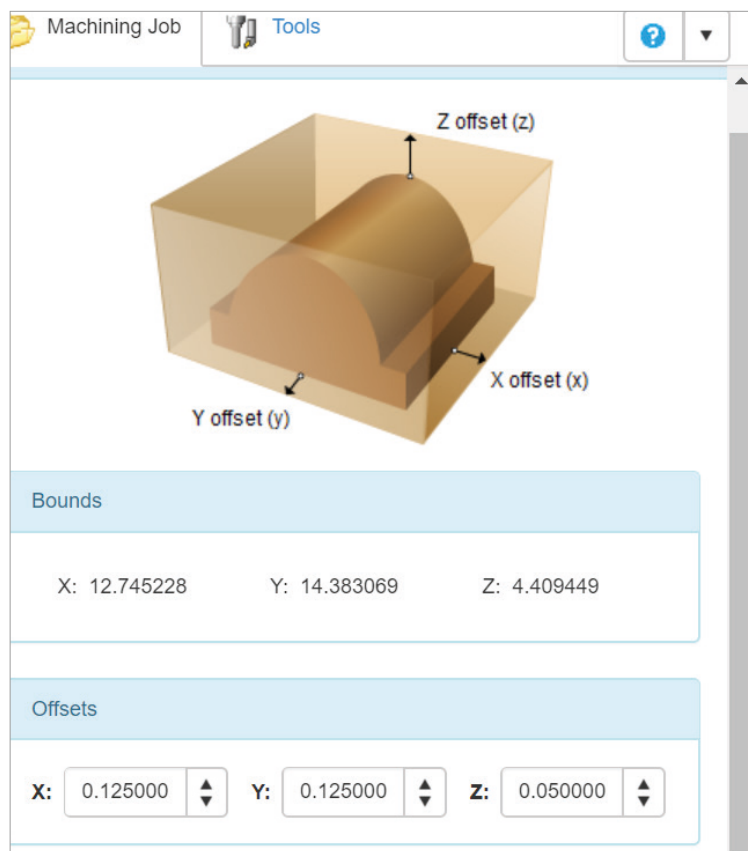 Machining Job Tools ?
Z offset (z)
X offset (x)
Y offset (y)
Bounds
X: 12.745228 Y: 14.383069 Z: 4.409449
Offsets
X: 0.125000 Y: 0.125000 Z: 0.050000